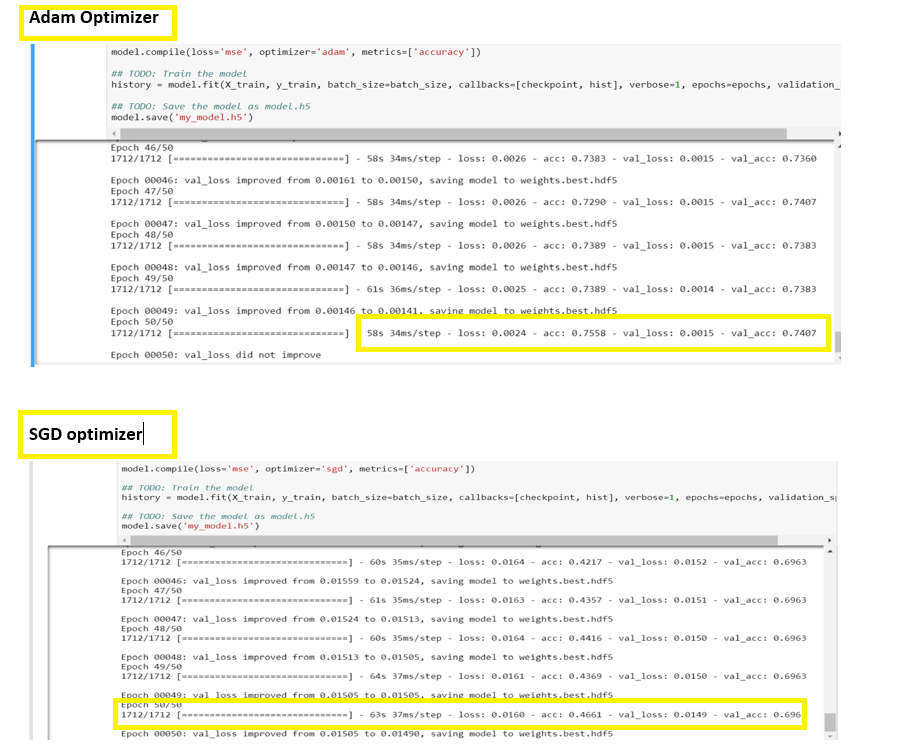 Adam Optimizer
model.compile(loss='mse', optimizer='adam', metrics=['accuracy'])
## TODO: Train the model
history = model.fit(X_train, y_train, batch_size=batch_size, callbacks=[checkpoint, hist], verbose=1, epochs=epochs, validation_
## TODO: Save the model as model.h5
model.save('my_model.h5')
Epoch 46/50
1712/1712 [==============================] - 58s 34ms/step - loss: 0.0026 - acc: 0.7383 - val_loss: 0.0015 - val_acc: 0.7360
Epoch 00046: val_loss improved from 0.00161 to 0.00150, saving model to weights.best.hdf5
Epoch 47/50
1712/1712 [==============================] - 58s 34ms/step - loss: 0.0026 - acc: 0.7290 - val_loss: 0.0015 - val_acc: 0.7407
Epoch 00047: val_loss improved from 0.00150 to 0.00147, saving model to weights.best.hdf5
Epoch 48/50
1712/1712 [==============================] - 58s 34ms/step - loss: 0.0026 - acc: 0.7389 - val_loss: 0.0015 - val_acc: 0.7383
Epoch 00048: val_loss improved from 0.00147 to 0.00146, saving model to weights.best.hdf5
Epoch 49/50
1712/1712 [==============================] - 61s 36ms/step - loss: 0.0025 - acc: 0.7389 - val_loss: 0.0014 - val_acc: 0.7383
Epoch 00049: val_loss improved from 0.00146 to 0.00141, saving model to weights.best.hdf5
Epoch 50/50
1712/1712 [==============================] 58s 34ms/step - loss: 0.0024 - acc: 0.7558 - val_loss: 0.0015 - val_acc: 0.7407
Epoch 00050: val_loss did not improve
SGD optimizer
model.compile(loss='mse', optimizer='sgd', metrics=['accuracy'])
## TODO: Train the model
history = model.fit(X_train, y_train, batch_size=batch_size, callbacks=[checkpoint, hist], verbose=1, epochs=epochs, validation_sp
## TODO: Save the model as model.h5
model.save('my_model.h5')
Epoch 46/50
1712/1712 [==============================] - 60s 35ms/step - loss: 0.0164 - acc: 0.4217 - val_loss: 0.0152 - val_acc: 0.6963
Epoch 00046: val_loss improved from 0.01559 to 0.01524, saving model to weights.best.hdf5
Epoch 47/50
1712/1712 [==============================] - 61s 35ms/step - loss: 0.0163 - acc: 0.4357 - val_loss: 0.0151 - val_acc: 0.6963
Epoch 00047: val_loss improved from 0.01524 to 0.01513, saving model to weights.best.hdf5
Epoch 48/50
1712/1712 [==============================] - 60s 35ms/step - loss: 0.0164 - acc: 0.4416 - val_loss: 0.0150 - val_acc: 0.6963
Epoch 00048: val_loss improved from 0.01513 to 0.01505, saving model to weights.best.hdf5
Epoch 49/50
1712/1712 [==============================] - 64s 37ms/step - loss: 0.0161 - acc: 0.4369 - val_loss: 0.0150 - val_acc: 0.6963
Epoch 00049: val_loss improved from 0.01505 to 0.01505, saving model to weights.best.hdf5
Epoch 50/50
1712/1712 [==============================] - 63s 37ms/step - loss: 0.0160 - acc: 0.4661 - val_loss: 0.0149 - val_acc: 0.696
Epoch 00050: val_loss improved from 0.01505 to 0.01490, saving model to weights.best.hdf5